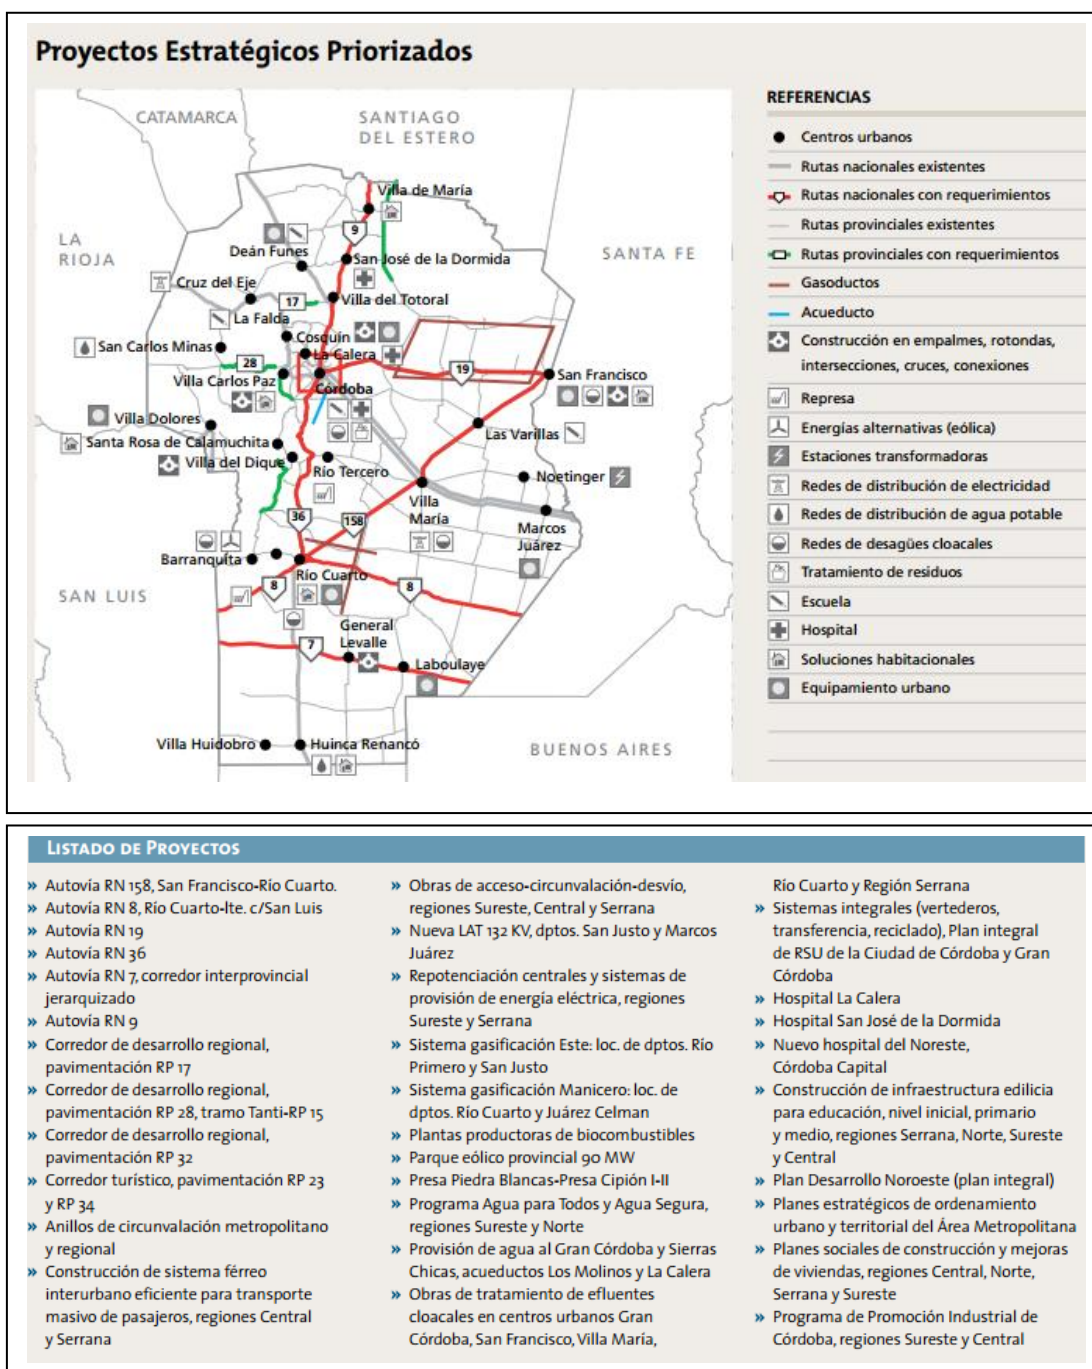 Proyectos Estratégicos Priorizados
CATAMARCA
SANTIAGO
DEL ESTERO
LA
RIOJA
SANTA FE
SAN LUIS
BUENOS AIRES
Villa de María
9
Deán Funes
San José de la Dormida
Cruz del Eje
17
Villa del Totoral
La Falda
Cosquín
San Carlos Minas
La Calera
28
19
Villa Carlos Paz
San Francisco
Córdoba
Villa Dolores
Las Varillas
Santa Rosa de Calamuchita
Villa del Dique
Río Tercero
Noetinger
Villa
María
36
158
Marcos
Juárez
Barranquita
Río Cuarto
8
8
General
Levalle
7
Laboulaye
Villa Huidobro
Huinca Renancó
REFERENCIAS
Centros urbanos
Rutas nacionales existentes
Rutas nacionales con requerimientos
Rutas provinciales existentes
Rutas provinciales con requerimientos
Gasoductos
Acueducto
Construcción en empalmes, rotondas,
intersecciones, cruces, conexiones
Represa
Energías alternativas (eólica)
Estaciones transformadoras
Redes de distribución de electricidad
Redes de distribución de agua potable
Redes de desagües cloacales
Tratamiento de residuos
Escuela
Hospital
Soluciones habitacionales
Equipamiento urbano
LISTADO DE PROYECTOS
» Autovía RN 158, San Francisco-Río Cuarto.
» Autovía RN 8, Río Cuarto-lte. c/San Luis
» Autovía RN 19
» Autovía RN 36
» Autovía RN 7, corredor interprovincial
jerarquizado
» Autovía RN 9
» Corredor de desarrollo regional,
pavimentación RP 17
» Corredor de desarrollo regional,
pavimentación RP 28, tramo Tanti-RP 15
» Corredor de desarrollo regional,
pavimentación RP 32
» Corredor turístico, pavimentación RP 23
y RP 34
» Anillos de circunvalación metropolitano
y regional
» Construcción de sistema férreo
interurbano eficiente para transporte
masivo de pasajeros, regiones Central
y Serrana
» Obras de acceso-circunvalación-desvío,
regiones Sureste, Central y Serrana
» Nueva LAT 132 KV, dptos. San Justo y Marcos
Juárez
» Repotenciación centrales y sistemas de
provisión de energía eléctrica, regiones
Sureste y Serrana
» Sistema gasificación Este: loc. de dptos. Río
Primero y San Justo
» Sistema gasificación Manicero: loc. de
dptos. Río Cuarto y Juárez Celman
» Plantas productoras de biocombustibles
» Parque eólico provincial 90 MW
» Presa Piedra Blancas-Presa Cipión I-II
» Programa Agua para Todos y Agua Segura,
regiones Sureste y Norte
» Provisión de agua al Gran Córdoba y Sierras
Chicas, acueductos Los Molinos y La Calera
» Obras de tratamiento de efluentes
cloacales en centros urbanos Gran
Córdoba, San Francisco, Villa María,
Río Cuarto y Región Serrana
» Sistemas integrales (vertederos,
transferencia, reciclado), Plan integral
de RSU de la Ciudad de Córdoba y Gran
Córdoba
» Hospital La Calera
» Hospital San José de la Dormida
» Nuevo hospital del Noreste,
Córdoba Capital
» Construcción de infraestructura edilicia
para educación, nivel inicial, primario
y medio, regiones Serrana, Norte, Sureste
y Central
» Plan Desarrollo Noroeste (plan integral)
» Planes estratégicos de ordenamiento
urbano y territorial del Área Metropolitana
» Planes sociales de construcción y mejoras
de viviendas, regiones Central, Norte,
Serrana y Sureste
» Programa de Promoción Industrial de
Córdoba, regiones Sureste y Central